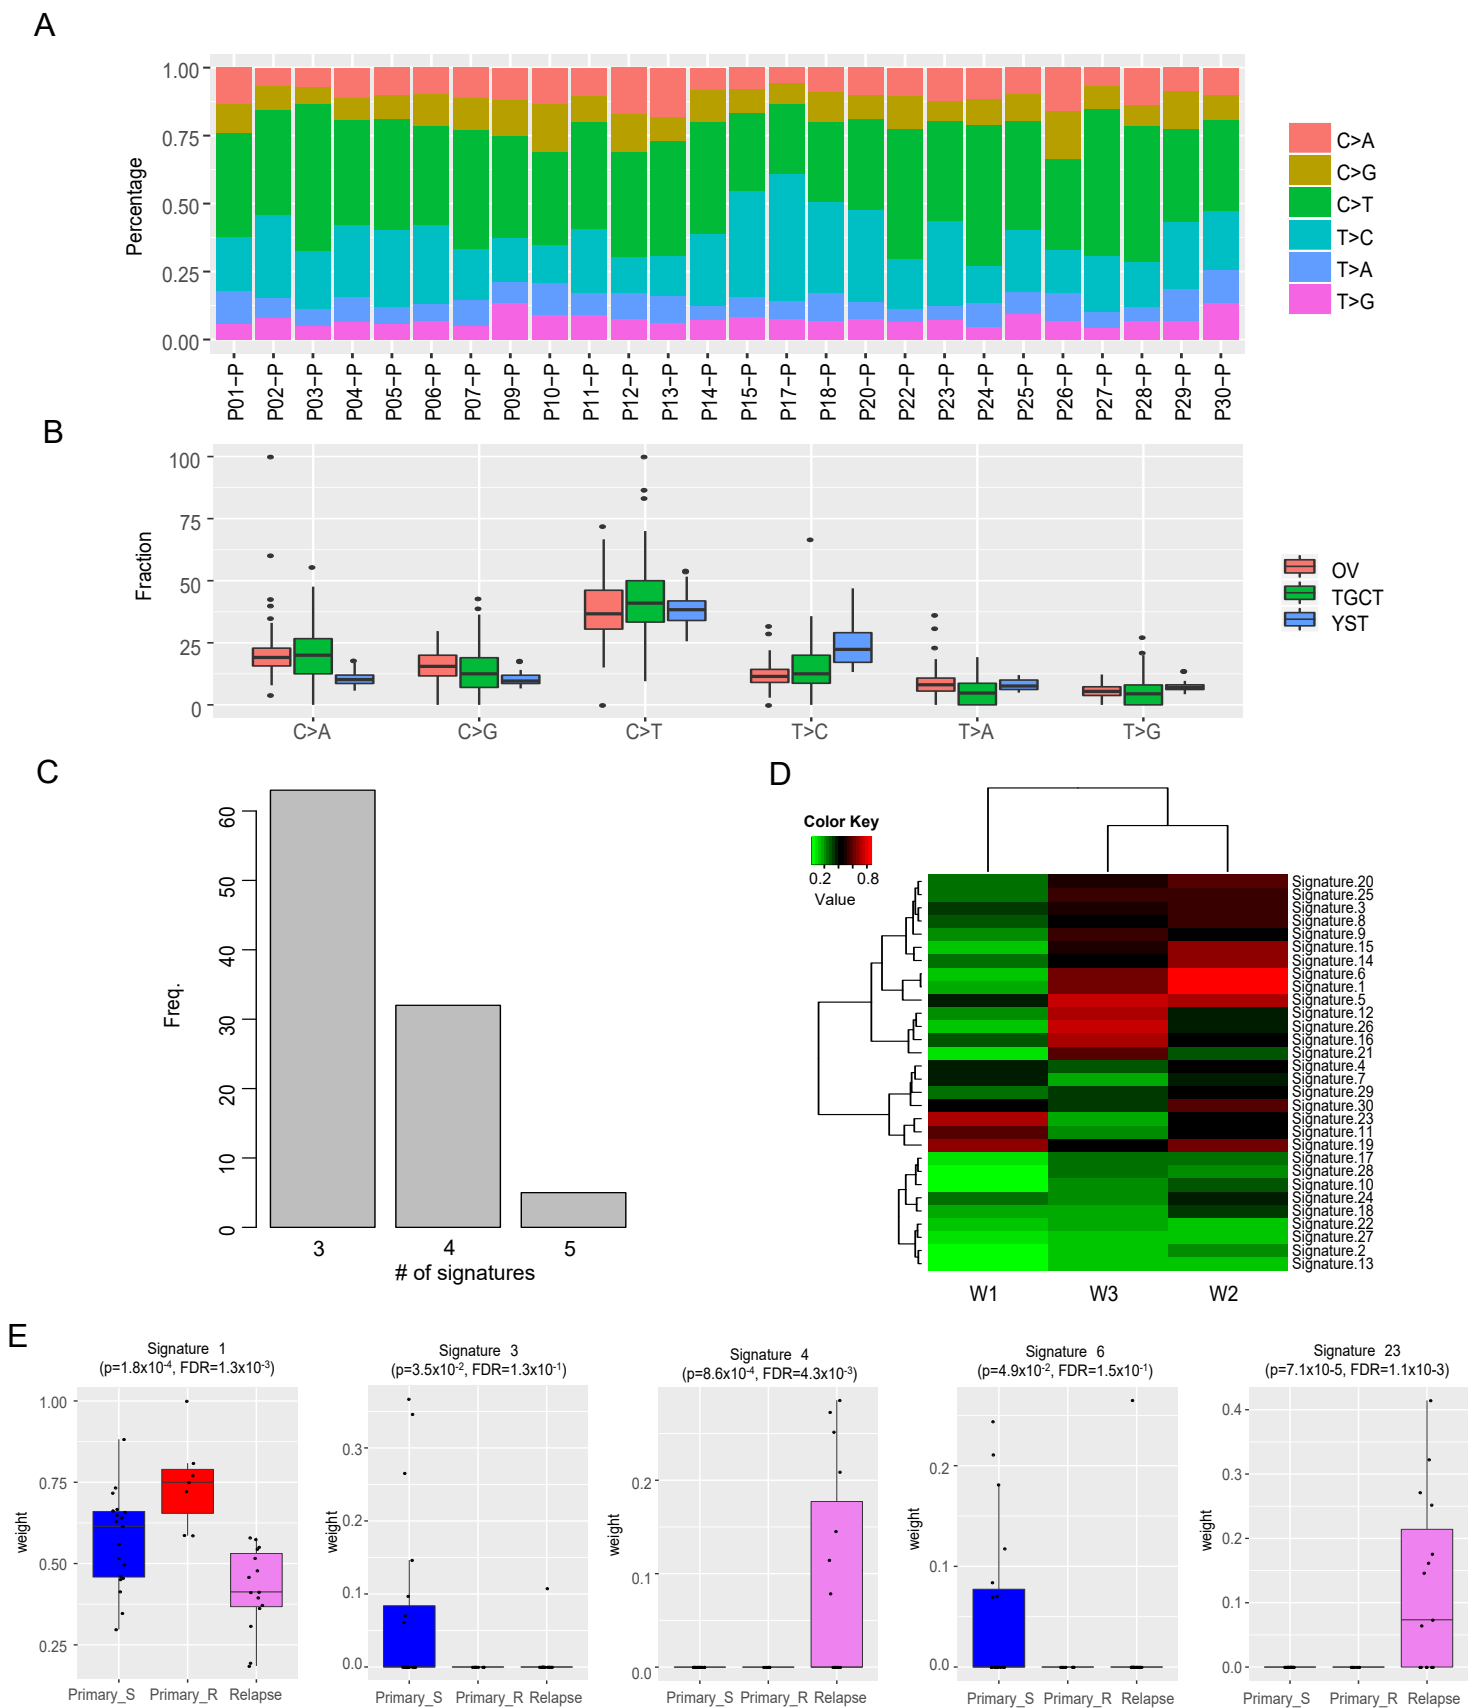 A
1.00
0.75
0.50
0.25
0.00
Percentage
P01-P P02-P P03-P P04-P P05-P P06-P P07-P P09-P P10-P P11-P P12-P P13-P P14-P P15-P P17-P P18-P P20-P P22-P P23-P P24-P P25-P P26-P P27-P P28-P P29-P P30-P
C>A
C>G
C>T
T>C
T>A
T>G
B
100
75
50
25
0
Fraction
C>A C>G C>T T>C T>A T>G
OV
TGCT
YST
C
60
50
40
30
20
10
0
Freq.
3 4 5
# of signatures
D
Color Key
0.2 0.8
Value
Signature.20
Signature.25
Signature.3
Signature.8
Signature.9
Signature.15
Signature.14
Signature.6
Signature.1
Signature.5
Signature.12
Signature.26
Signature.16
Signature.21
Signature.4
Signature.7
Signature.29
Signature.30
Signature.23
Signature.11
Signature.19
Signature.17
Signature.28
Signature.10
Signature.24
Signature.18
Signature.22
Signature.27
Signature.2
Signature.13
W1 W3 W2
E
Signature 1
(p=1.8x10⁻⁴, FDR=1.3x10⁻³)
1.00
0.75
0.50
0.25
weight
Primary_S Primary_R Relapse
Signature 3
(p=3.5x10⁻², FDR=1.3x10⁻¹)
0.3
0.2
0.1
0.0
weight
Primary_S Primary_R Relapse
Signature 4
(p=8.6x10⁻⁴, FDR=4.3x10⁻³)
0.2
0.1
0.0
weight
Primary_S Primary_R Relapse
Signature 6
(p=4.9x10⁻², FDR=1.5x10⁻¹)
0.2
0.1
0.0
weight
Primary_S Primary_R Relapse
Signature 23
(p=7.1x10-5, FDR=1.1x10-3)
0.4
0.3
0.2
0.1
0.0
weight
Primary_S Primary_R Relapse